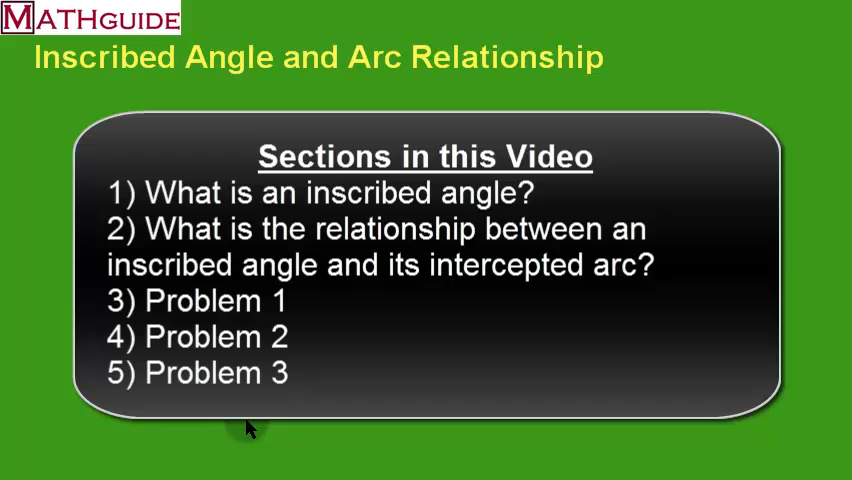 MATHGUIDE
Inscribed Angle and Arc Relationship
Sections in this Video
1) What is an inscribed angle?
2) What is the relationship between an
inscribed angle and its intercepted arc?
3) Problem 1
4) Problem 2
5) Problem 3